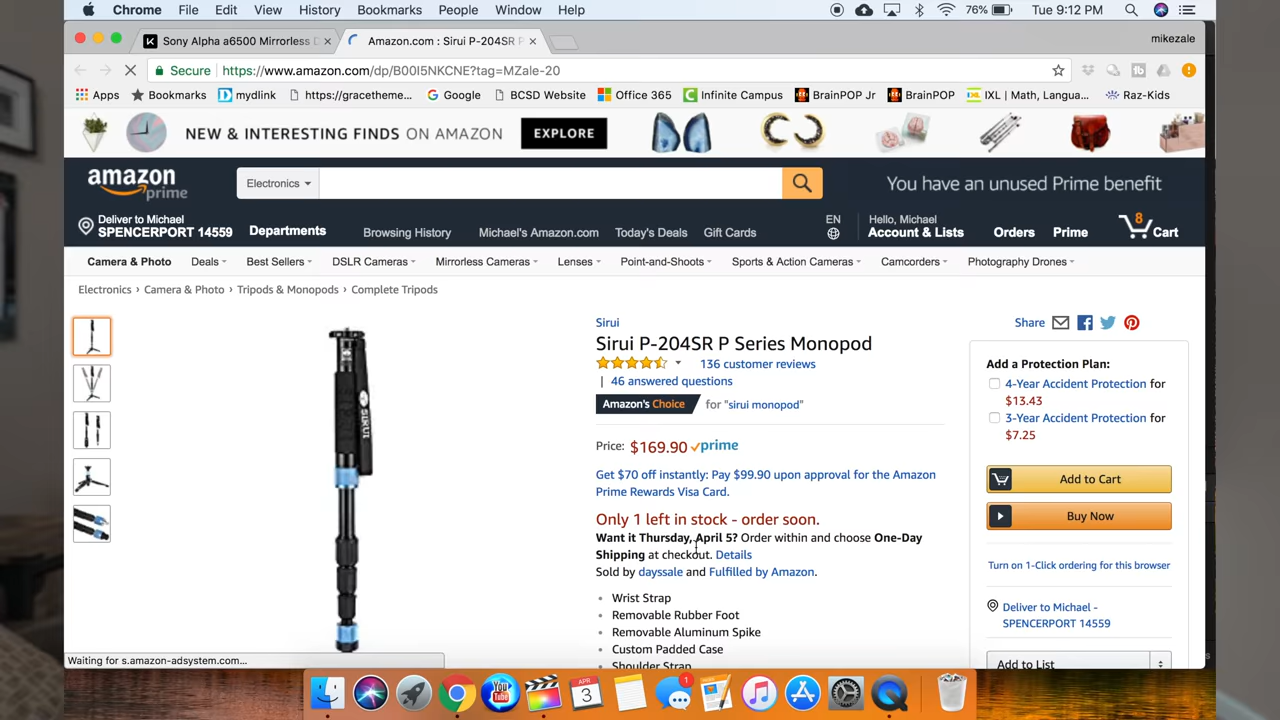 Chrome File Edit View History Bookmarks People Window Help 76% Tue 9:12 PM
Sony Alpha a6500 Mirrorless D × Amazon.com : Sirui P-204SR P × mikezale
Secure https://www.amazon.com/dp/B00I5NKCNE?tag=MZale-20
Apps Bookmarks mydlink https://gracetheme... Google BCSD Website Office 365 Infinite Campus BrainPOP Jr BrainPOP IXL | Math, Langua... Raz-Kids
NEW & INTERESTING FINDS ON AMAZON EXPLORE
amazon prime
Electronics
You have an unused Prime benefit
Deliver to Michael
SPENCERPORT 14559
Departments Browsing History Michael's Amazon.com Today's Deals Gift Cards
EN
Hello, Michael
Account & Lists
Orders Prime
8
Cart
Camera & Photo Deals Best Sellers DSLR Cameras Mirrorless Cameras Lenses Point-and-Shoots Sports & Action Cameras Camcorders Photography Drones
Electronics › Camera & Photo › Tripods & Monopods › Complete Tripods
SIRUI
Sirui
Sirui P-204SR P Series Monopod
136 customer reviews
| 46 answered questions
Amazon's Choice for "sirui monopod"
Price: $169.90 prime
Get $70 off instantly: Pay $99.90 upon approval for the Amazon
Prime Rewards Visa Card.
Only 1 left in stock - order soon.
Want it Thursday, April 5? Order within and choose One-Day
Shipping at checkout. Details
Sold by dayssale and Fulfilled by Amazon.
• Wrist Strap
• Removable Rubber Foot
• Removable Aluminum Spike
• Custom Padded Case
• Shoulder Strap
Share
Add a Protection Plan:
4-Year Accident Protection for
$13.43
3-Year Accident Protection for
$7.25
Add to Cart
Buy Now
Turn on 1-Click ordering for this browser
Deliver to Michael -
SPENCERPORT 14559
Add to List
Waiting for s.amazon-adsystem.com...
You
Tube
APR
3
1